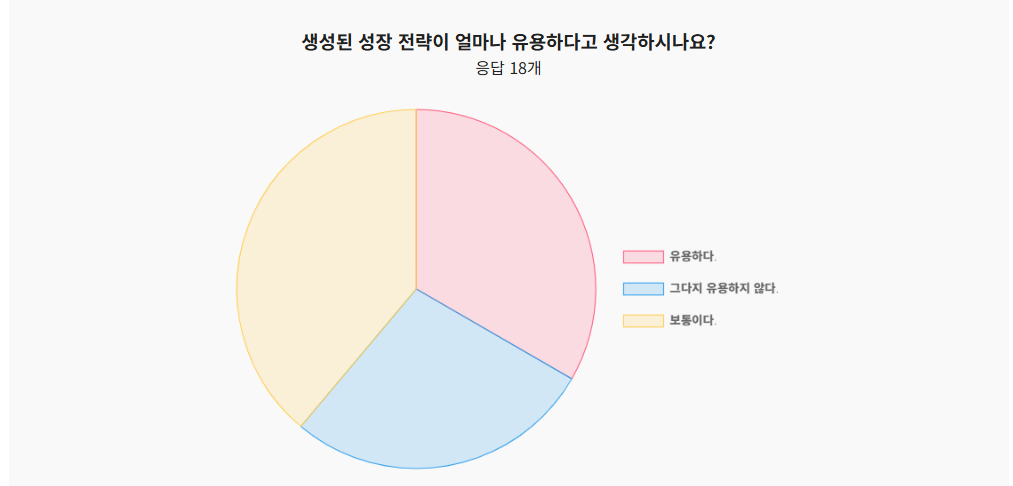 생성된 성장 전략이 얼마나 유용하다고 생각하시나요?
응답 18개
유용하다.
그다지 유용하지 않다.
보통이다.